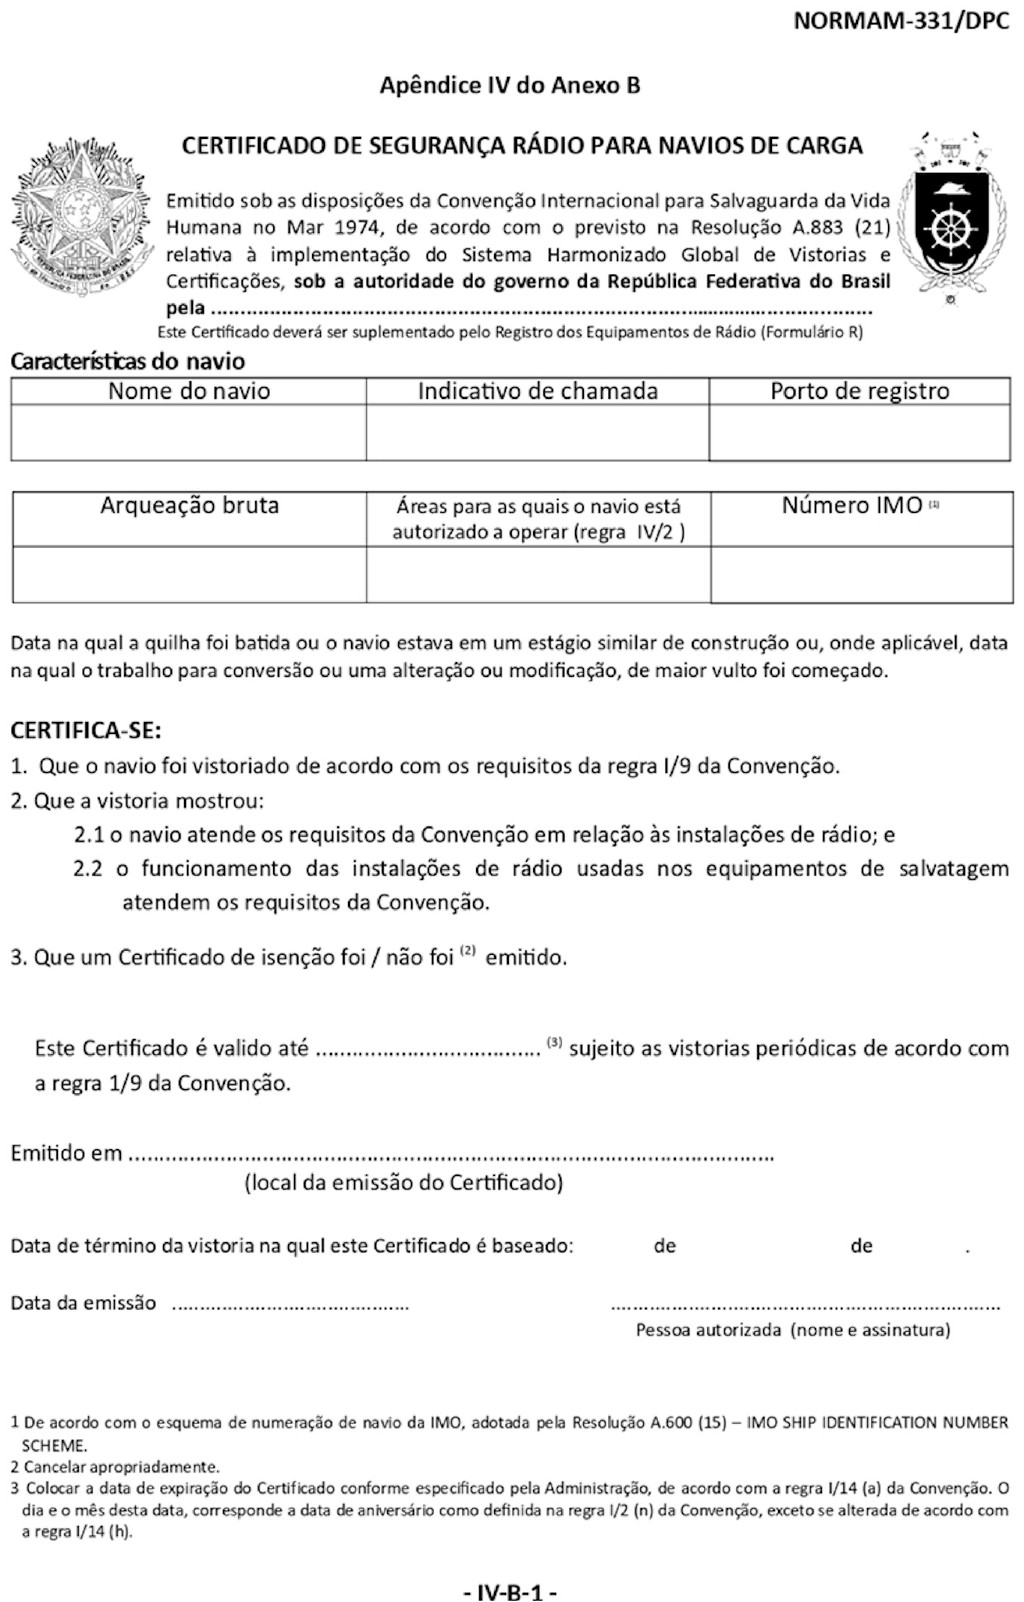 NORMAM-331/DPC
Apêndice IV do Anexo B
CERTIFICADO DE SEGURANÇA RÁDIO PARA NAVIOS DE CARGA
Emitido sob as disposições da Convenção Internacional para Salvaguarda da Vida
Humana no Mar 1974, de acordo com o previsto na Resolução A.883 (21)
relativa à implementação do Sistema Harmonizado Global de Vistorias e
Certificações, sob a autoridade do governo da República Federativa do Brasil
pela ................................................................................................................
Este Certificado deverá ser suplementado pelo Registro dos Equipamentos de Rádio (Formulário R)
Características do navio
Nome do navio Indicativo de chamada Porto de registro
Arqueação bruta Áreas para as quais o navio está autorizado a operar (regra IV/2 ) Número IMO (1)
Data na qual a quilha foi batida ou o navio estava em um estágio similar de construção ou, onde aplicável, data
na qual o trabalho para conversão ou uma alteração ou modificação, de maior vulto foi começado.
CERTIFICA-SE:
1. Que o navio foi vistoriado de acordo com os requisitos da regra I/9 da Convenção.
2. Que a vistoria mostrou:
2.1 o navio atende os requisitos da Convenção em relação às instalações de rádio; e
2.2 o funcionamento das instalações de rádio usadas nos equipamentos de salvatagem
atendem os requisitos da Convenção.
3. Que um Certificado de isenção foi / não foi (2) emitido.
Este Certificado é valido até ..................................... (3) sujeito as vistorias periódicas de acordo com
a regra 1/9 da Convenção.
Emitido em ..........................................................................................................
(local da emissão do Certificado)
Data de término da vistoria na qual este Certificado é baseado: de de .
Data da emissão ........................................... ......................................................................
Pessoa autorizada (nome e assinatura)
1 De acordo com o esquema de numeração de navio da IMO, adotada pela Resolução A.600 (15) – IMO SHIP IDENTIFICATION NUMBER
SCHEME.
2 Cancelar apropriadamente.
3 Colocar a data de expiração do Certificado conforme especificado pela Administração, de acordo com a regra I/14 (a) da Convenção. O
dia e o mês desta data, corresponde a data de aniversário como definida na regra I/2 (n) da Convenção, exceto se alterada de acordo com
a regra I/14 (h).
- IV-B-1 -